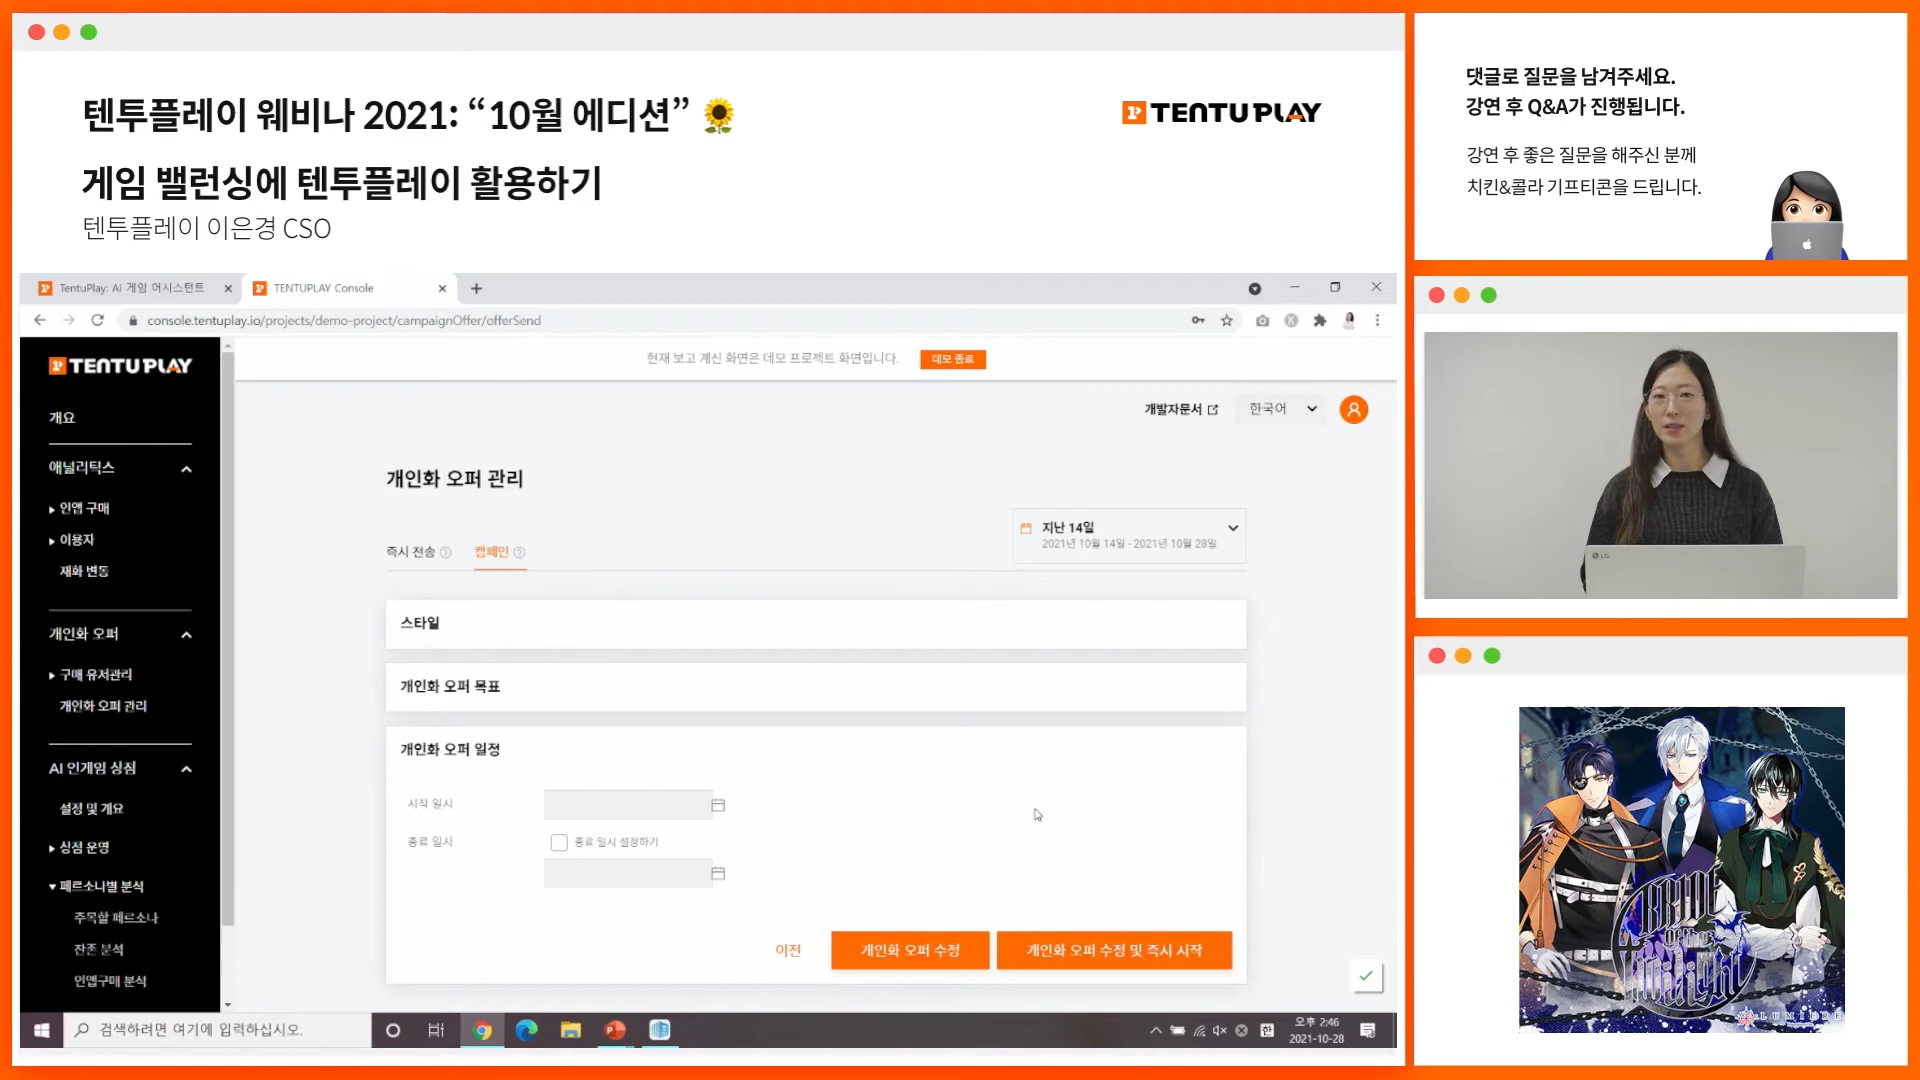 텐투플레이 웨비나 2021: “10월 에디션” 🌻
게임 밸런싱에 텐투플레이 활용하기
텐투플레이 이은경 CSO
TENTUPLAY
댓글로 질문을 남겨주세요.
강연 후 Q&A가 진행됩니다.
강연 후 좋은 질문을 해주신 분께
치킨&콜라 기프티콘을 드립니다.
TentuPlay: AI 게임 어시스턴트
TENTUPLAY Console
console.tentuplay.io/projects/demo-project/campaignOffer/offerSend
TENTUPLAY
현재 보고 계신 화면은 데모 프로젝트 화면입니다.
데모 종료
개요
개발자문서
한국어
애널리틱스
인앱 구매
이용자
재화 변동
개인화 오퍼
구매 유저관리
개인화 오퍼 관리
AI 인게임 상점
설정 및 개요
상점 운영
페르소니별 분석
주목할 페르소나
잔존 분석
인앱구매 분석
개인화 오퍼 관리
지난 14일
2021년 10월 14일 - 2021년 10월 28일
즉시 전송
캠페인
스타일
개인화 오퍼 목표
개인화 오퍼 일정
시작 일시
종료 일시
종료 일시 설정하기
이전
개인화 오퍼 수정
개인화 오퍼 수정 및 즉시 시작
검색하려면 여기에 입력하십시오.
한
오후 2:46
2021-10-28
LG
BRIDE
Of the
Twilight
LUMIERE